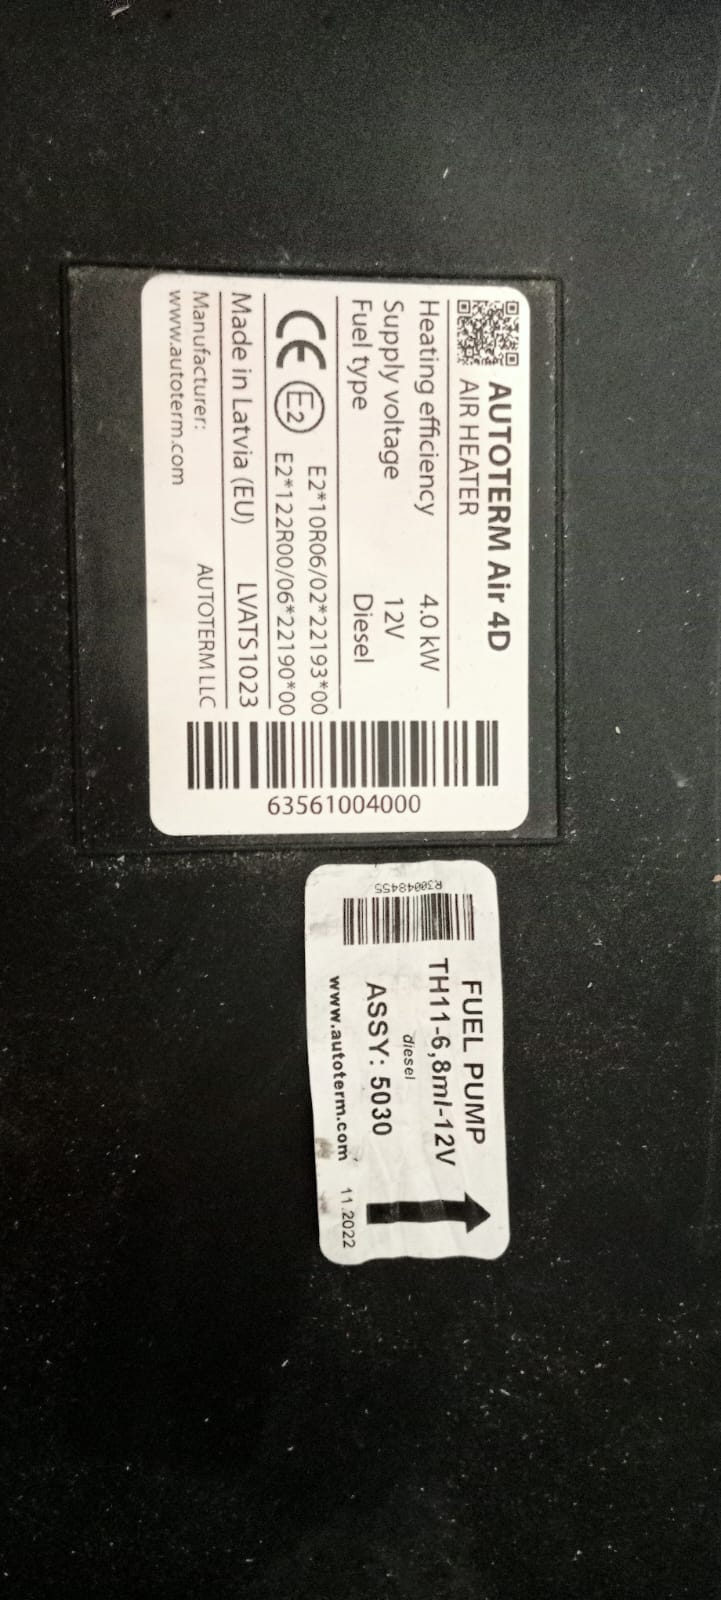 AUTOTERM Air 4D
AIR HEATER
Heating efficiency 4.0 kW
Supply voltage 12V
Fuel type Diesel
CE E2 E2*10R06/02*22193*00
E2*122R00/06*22190*00
Made in Latvia (EU) LVATS1023
Manufacturer: AUTOTERM LLC
www.autoterm.com
63561004000
R30048455
FUEL PUMP
TH11-6,8ml-12V
diesel
ASSY: 5030
www.autoterm.com 11.2022